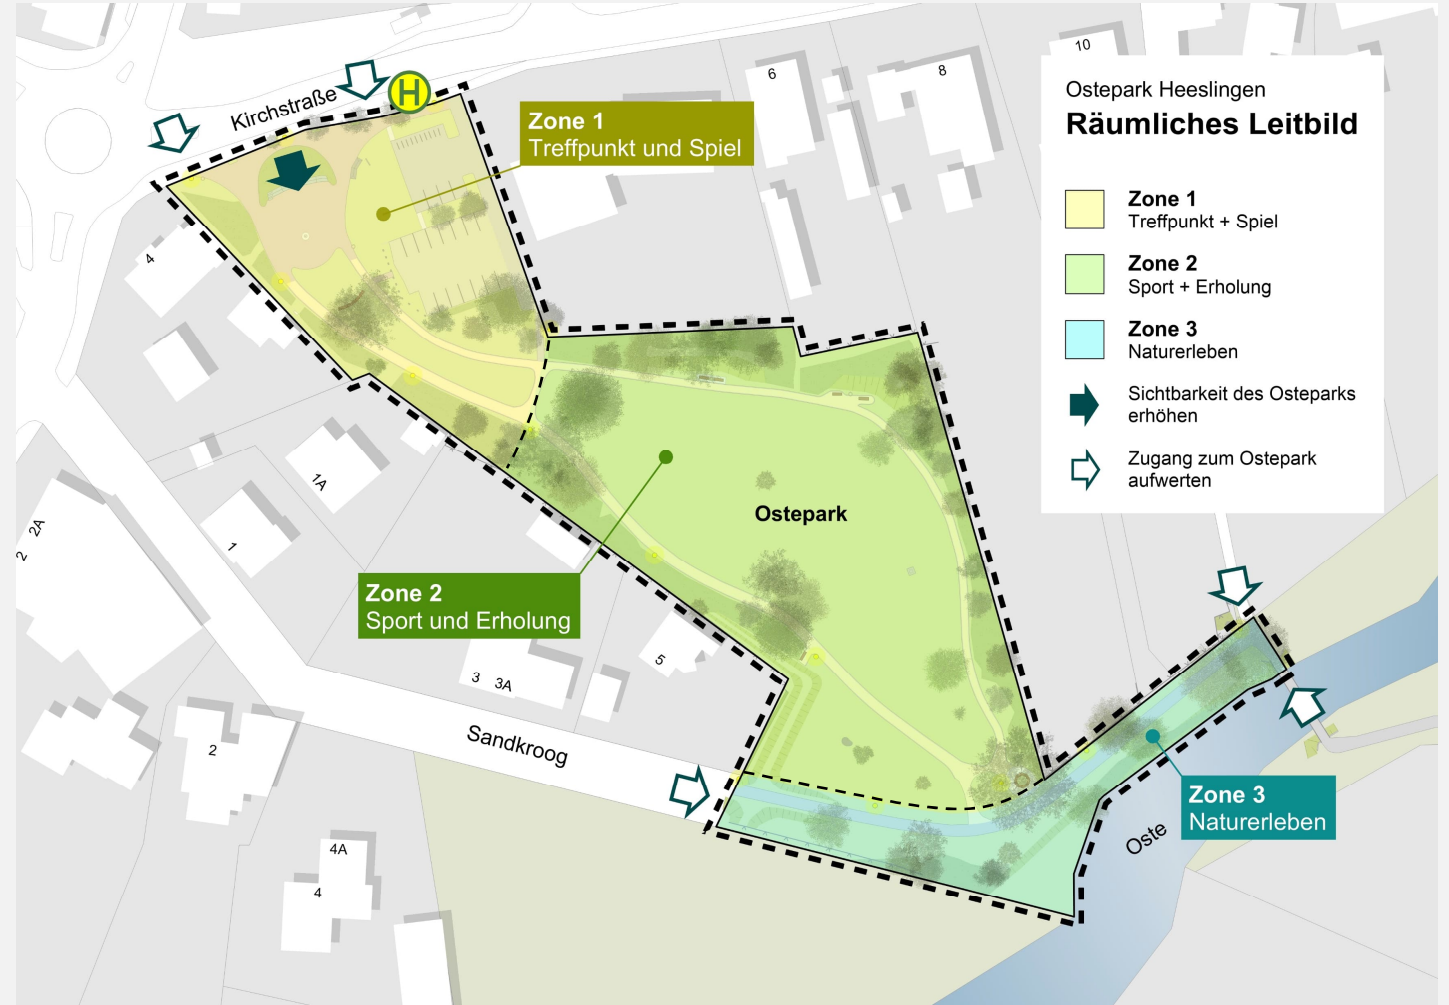 Ostepark Heeslingen
Räumliches Leitbild
Zone 1
Treffpunkt + Spiel
Zone 2
Sport + Erholung
Zone 3
Naturerleben
Sichtbarkeit des Osteparks
erhöhen
Zugang zum Ostepark
aufwerten
Kirchstraße
H
Zone 1
Treffpunkt und Spiel
6
8
10
4
1A
1
2A
2
Ostepark
Zone 2
Sport und Erholung
5
3 3A
Sandkroog
2
4A
4
Zone 3
Naturerleben
Oste